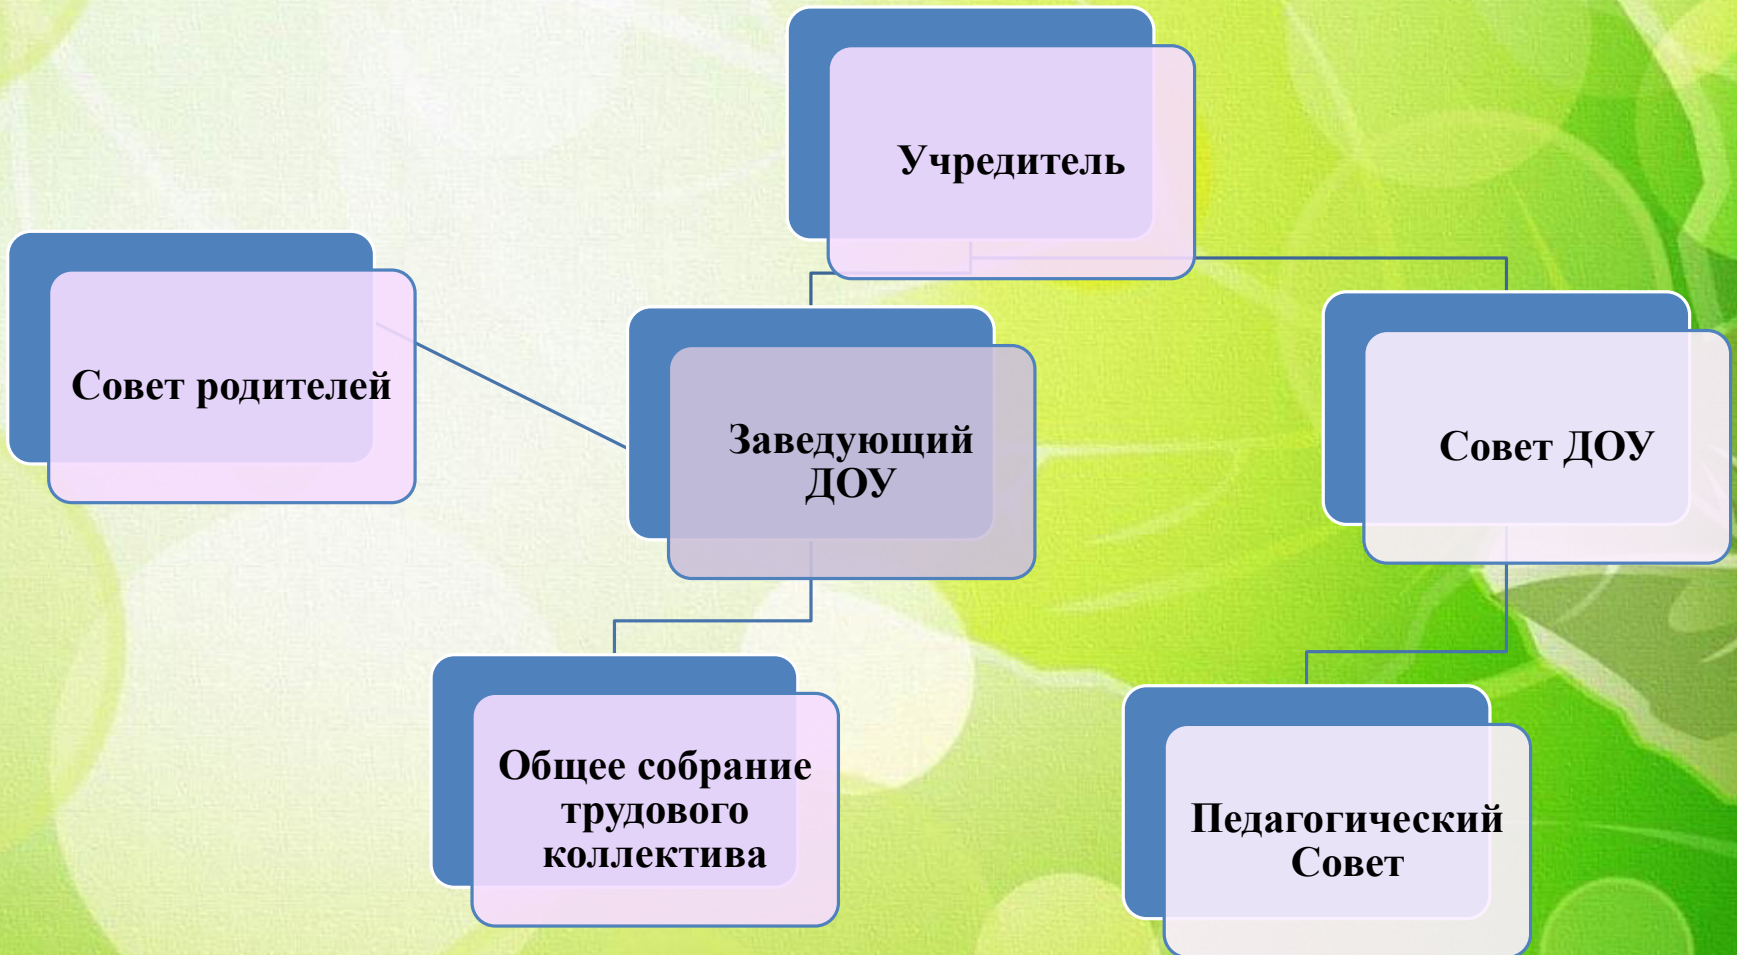 Учредитель
Совет родителей
Заведующий
ДОУ
Совет ДОУ
Общее собрание
трудового
коллектива
Педагогический
Совет